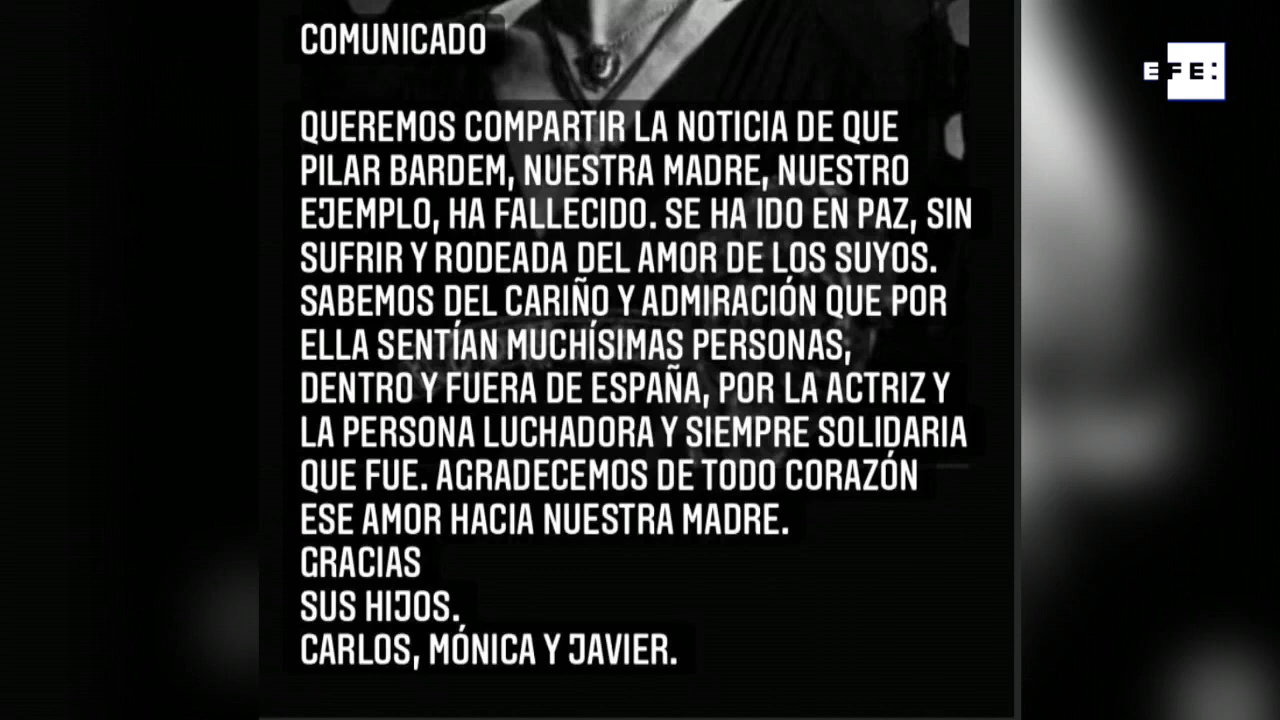 COMUNICADO
EFE:
QUEREMOS COMPARTIR LA NOTICIA DE QUE
PILAR BARDEM, NUESTRA MADRE, NUESTRO
EJEMPLO, HA FALLECIDO. SE HA IDO EN PAZ, SIN
SUFRIR Y RODEADA DEL AMOR DE LOS SUYOS.
SABEMOS DEL CARIÑO Y ADMIRACIÓN QUE POR
ELLA SENTÍAN MUCHÍSIMAS PERSONAS,
DENTRO Y FUERA DE ESPAÑA, POR LA ACTRIZ Y
LA PERSONA LUCHADORA Y SIEMPRE SOLIDARIA
QUE FUE. AGRADECEMOS DE TODO CORAZÓN
ESE AMOR HACIA NUESTRA MADRE.
GRACIAS
SUS HIJOS.
CARLOS, MÓNICA Y JAVIER.